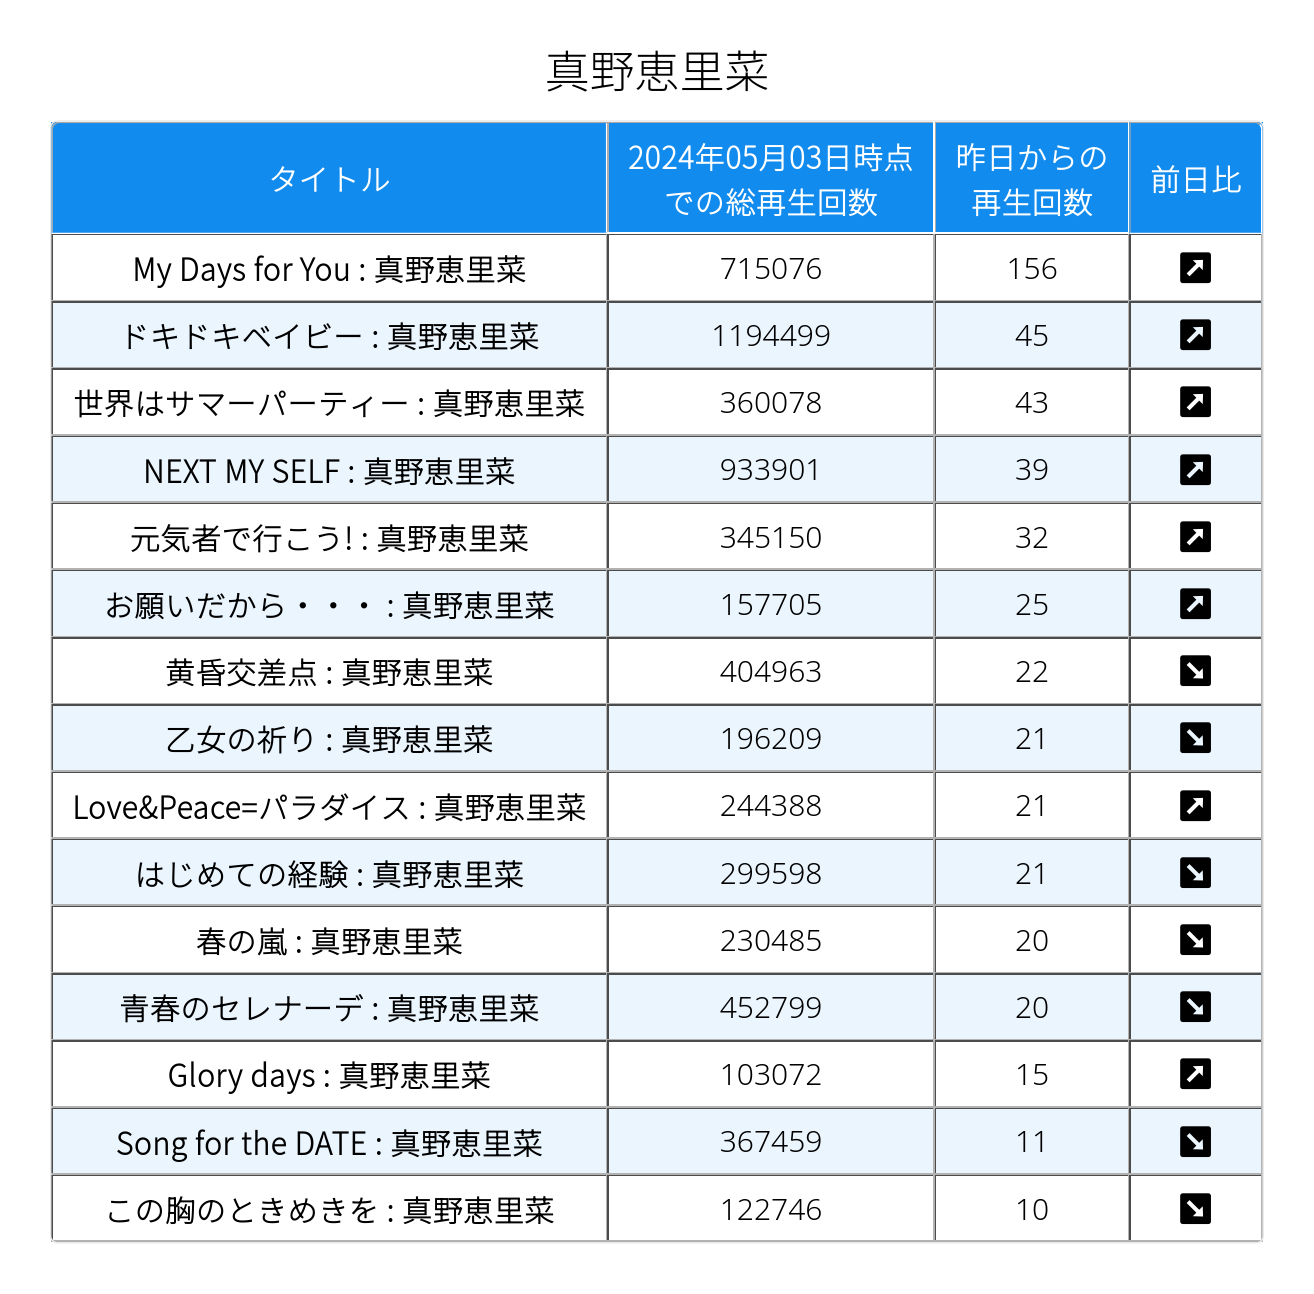 真野恵里菜
タイトル
2024年05月03日時点
での総再生回数
昨日からの
再生回数
前日比
My Days for You : 真野恵里菜 715076 156 ↗
ドキドキベイビー : 真野恵里菜 1194499 45 ↗
世界はサマーパーティー : 真野恵里菜 360078 43 ↗
NEXT MY SELF : 真野恵里菜 933901 39 ↗
元気者で行こう! : 真野恵里菜 345150 32 ↗
お願いだから・・・ : 真野恵里菜 157705 25 ↗
黄昏交差点 : 真野恵里菜 404963 22 ↘
乙女の祈り : 真野恵里菜 196209 21 ↘
Love&Peace=パラダイス : 真野恵里菜 244388 21 ↗
はじめての経験 : 真野恵里菜 299598 21 ↘
春の嵐 : 真野恵里菜 230485 20 ↘
青春のセレナーデ : 真野恵里菜 452799 20 ↘
Glory days : 真野恵里菜 103072 15 ↗
Song for the DATE : 真野恵里菜 367459 11 ↘
この胸のときめきを : 真野恵里菜 122746 10 ↘